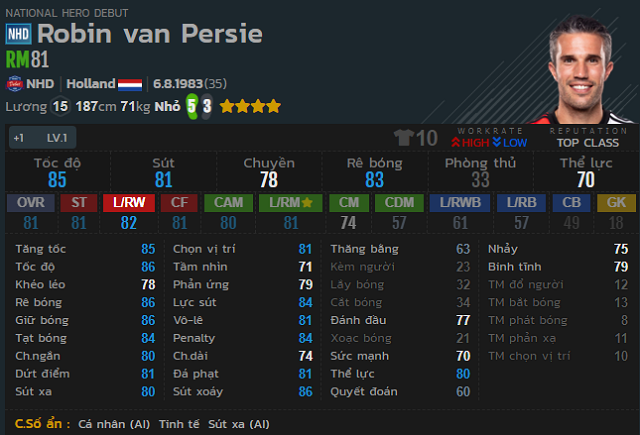 NATIONAL HERO DEBUT
NHD Robin van Persie
RM81
NHD Holland 6.8.1983(35)
Lương 15 187cm 71kg Nhỏ 5 3
+1 LV.1 10 WORKRATE HIGH LOW REPUTATION TOP CLASS
Tốc độ Sút Chuyền Rê bóng Phòng thủ Thể lực
85 81 78 83 33 70
OVR ST L/RW CF CAM L/RM CM CDM L/RWB L/RB CB GK
81 81 82 81 80 81 74 57 61 57 49 18
Tăng tốc 85 Chọn vị trí 81 Thăng bằng 63 Nhảy 75
Tốc độ 86 Tầm nhìn 71 Kèm người 23 Bình tĩnh 79
Khéo léo 78 Phản ứng 79 Lấy bóng 32 TM đổ người 12
Rê bóng 86 Lực sút 84 Cắt bóng 34 TM bắt bóng 13
Giữ bóng 86 Vô-lê 81 Đánh đầu 77 TM phát bóng 8
Tạt bóng 84 Penalty 84 Xoạc bóng 21 TM phản xạ 11
Ch.ngắn 80 Ch.dài 74 Sức mạnh 70 TM chọn vị trí 10
Dứt điểm 81 Đá phạt 81 Thể lực 80
Sút xa 80 Sút xoáy 86 Quyết đoán 60
C.Số ẩn : Cá nhân (AI) Tinh tế Sút xa (AI)